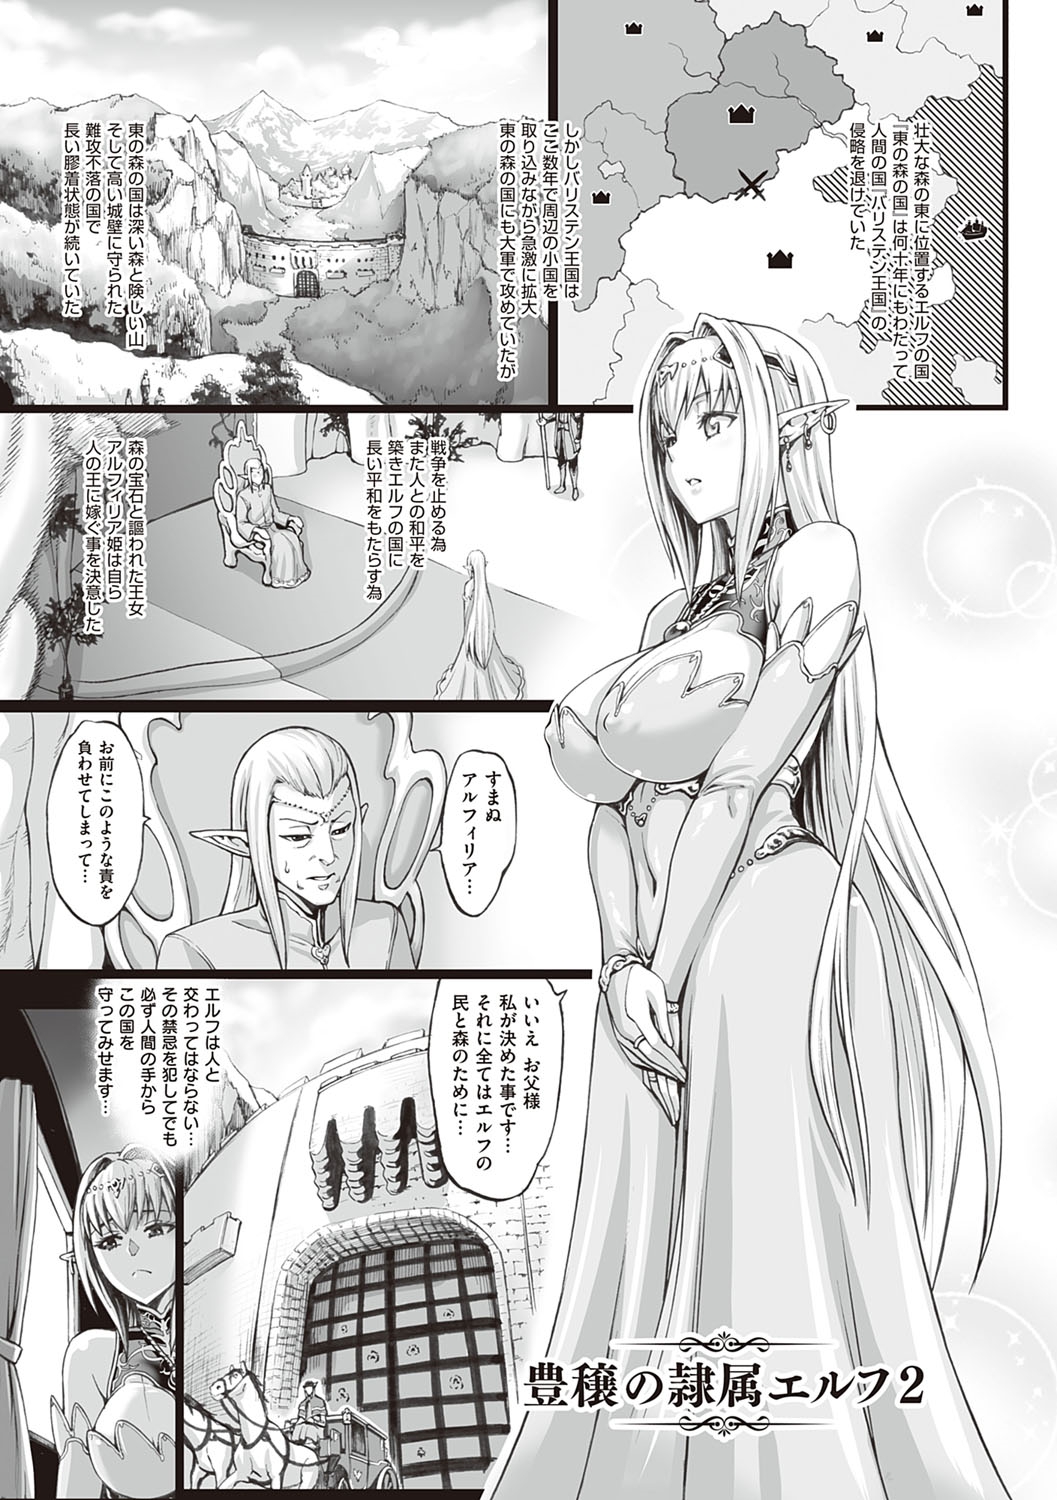 壮大な森の東に位置するエルフの国
『東の森の国』は何十年にもわたって
人間の国『バリステン王国』の
侵略を退けていた
しかしバリステン王国は
ここ数年で周辺の小国を
取り込みながら急激に拡大
東の森の国にも大軍で攻めていたが
東の森の国は深い森と険しい山
そして高い城壁に守られた
難攻不落の国で
長い膠着状態が続いていた
戦争を止める為
また人との和平を
築きエルフの国に
長い平和をもたらす為
森の宝石と謳われた王女
アルフィリア姫は自ら
人の王に嫁ぐ事を決意した
すまぬ
アルフィリア…
お前にこのような責を
負わせてしまって…
いいえ お父様
私が決めた事です…
それに全てはエルフの
民と森のために…
エルフは人と
交わってはならない…
その禁忌を犯してでも
必ず人間の手から
この国を
守ってみせます…
豊穣の隷属エルフ2